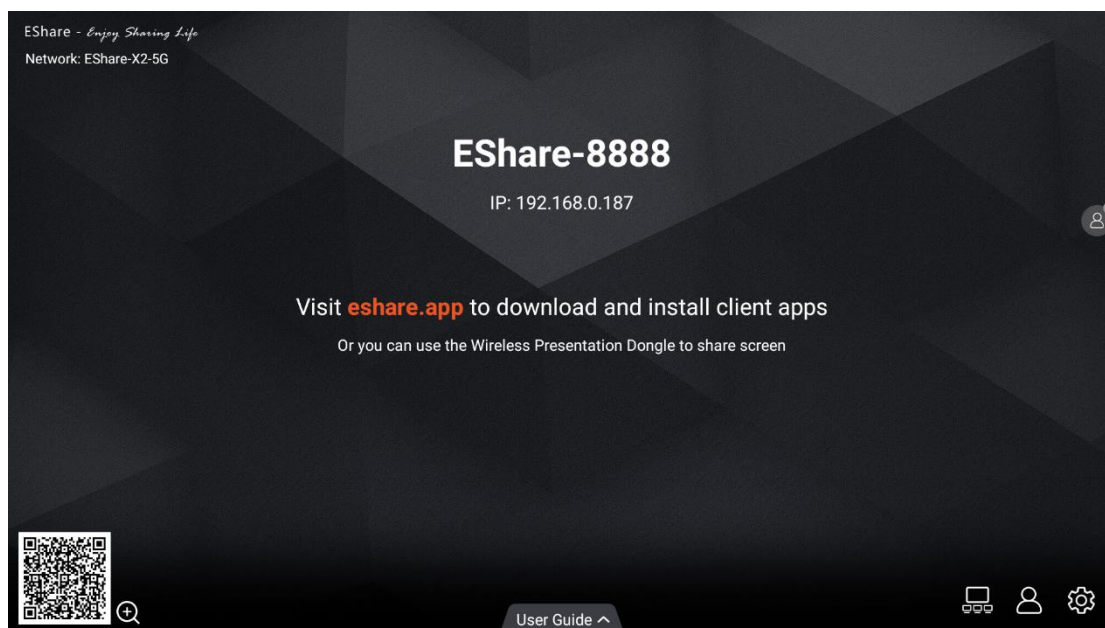 EShare - Enjoy Sharing Life
Network: EShare-X2-5G
EShare-8888
IP: 192.168.0.187
Visit eshare.app to download and install client apps
Or you can use the Wireless Presentation Dongle to share screen
User Guide